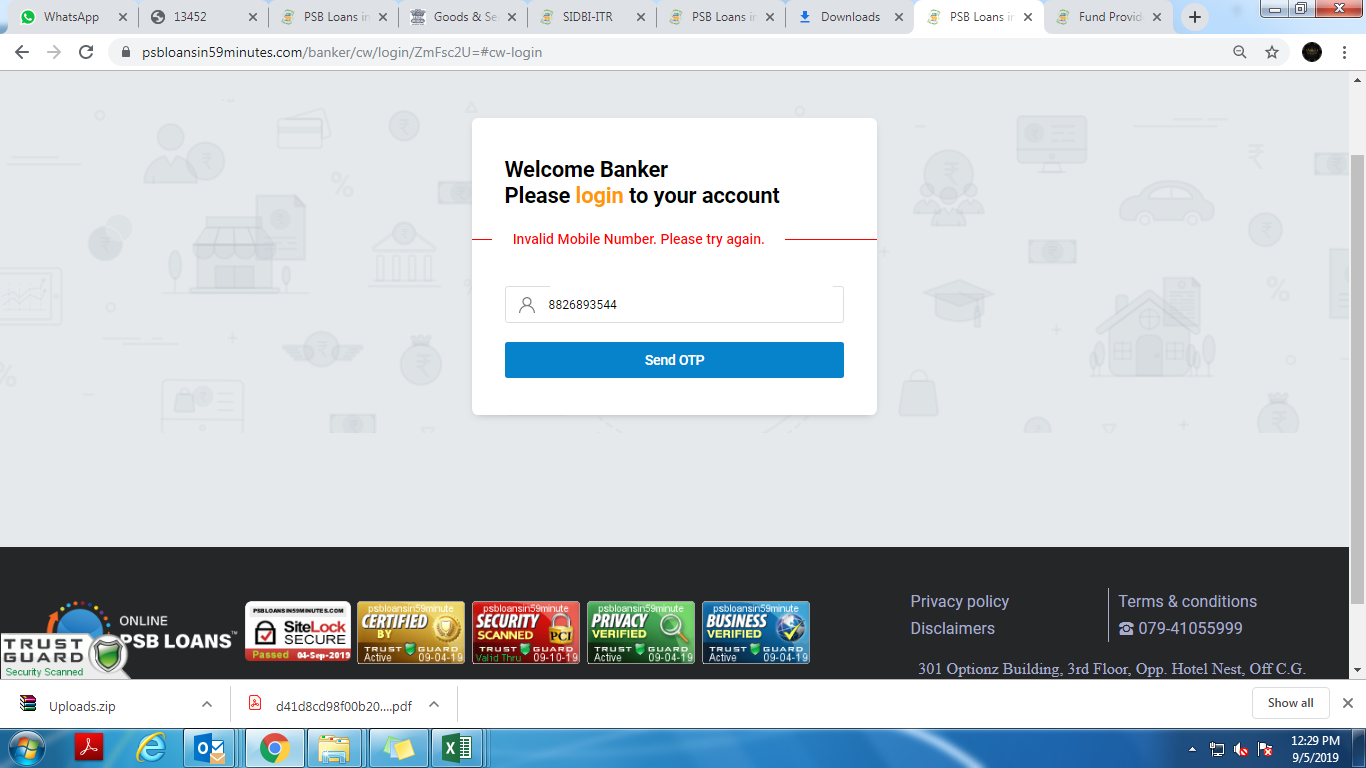 WhatsApp
13452
PSB Loans in
Goods & Se
SIDBI-ITR
PSB Loans in
Downloads
PSB Loans in
Fund Provid
psbloansin59minutes.com/banker/cw/login/ZmFsc2U=#cw-login
Welcome Banker
Please login to your account
Invalid Mobile Number. Please try again.
8826893544
Send OTP
ONLINE
PSB LOANS™
TRUST
GUARD
Security Scanned
PSBLOANSIN59MINUTES.COM
SiteLock
SECURE
Passed 04-Sep-2019
psbloansin59minute
CERTIFIED
BY
TRUST GUARD
Active 09-04-19
psbloansin59minute
SECURITY
SCANNED PCI
TRUST GUARD
Valid Thru 09-10-19
psbloansin59minute
PRIVACY
VERIFIED
TRUST GUARD
Active 09-04-19
psbloansin59minute
BUSINESS
VERIFIED
TRUST GUARD
Active 09-04-19
Privacy policy
Disclaimers
Terms & conditions
☎ 079-41055999
301 Optionz Building, 3rd Floor, Opp. Hotel Nest, Off C.G.
Uploads.zip
d41d8cd98f00b20....pdf
Show all
12:29 PM
9/5/2019